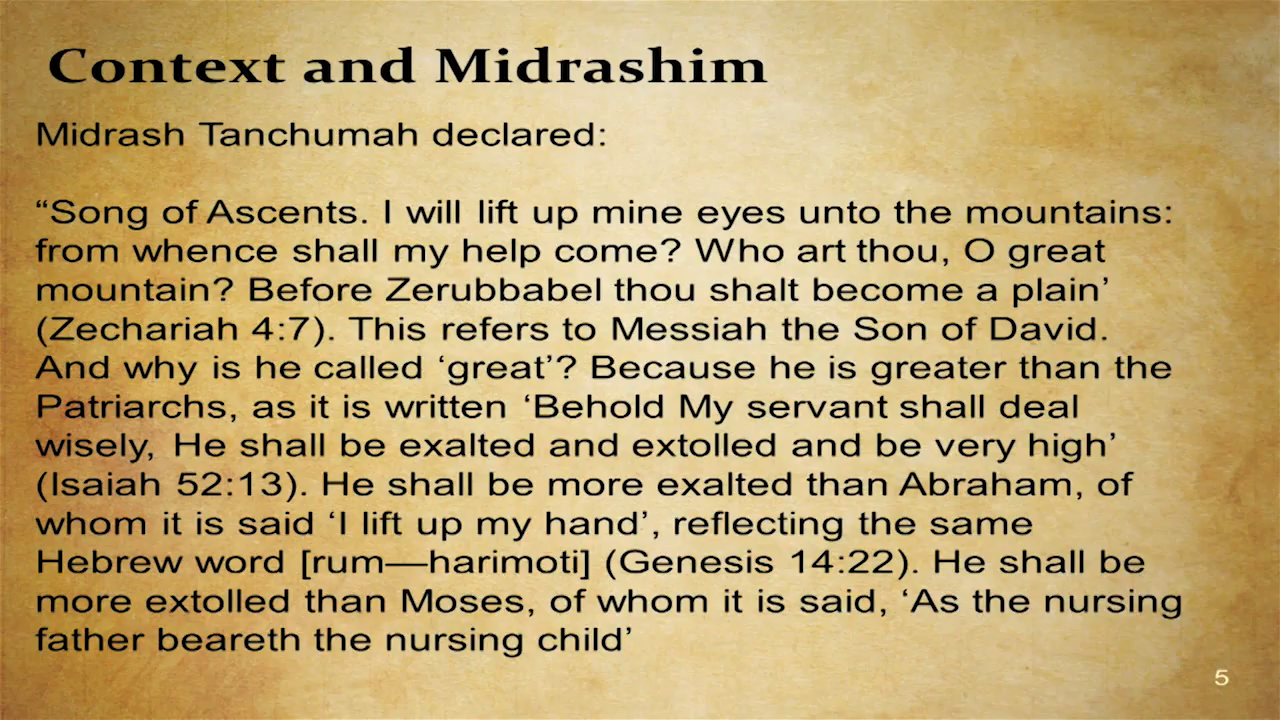 Context and Midrashim
Midrash Tanchumah declared:
“Song of Ascents. I will lift up mine eyes unto the mountains:
from whence shall my help come? Who art thou, O great
mountain? Before Zerubbabel thou shalt become a plain’
(Zechariah 4:7). This refers to Messiah the Son of David.
And why is he called ‘great’? Because he is greater than the
Patriarchs, as it is written ‘Behold My servant shall deal
wisely, He shall be exalted and extolled and be very high’
(Isaiah 52:13). He shall be more exalted than Abraham, of
whom it is said ‘I lift up my hand’, reflecting the same
Hebrew word [rum—harimoti] (Genesis 14:22). He shall be
more extolled than Moses, of whom it is said, ‘As the nursing
father beareth the nursing child’
5